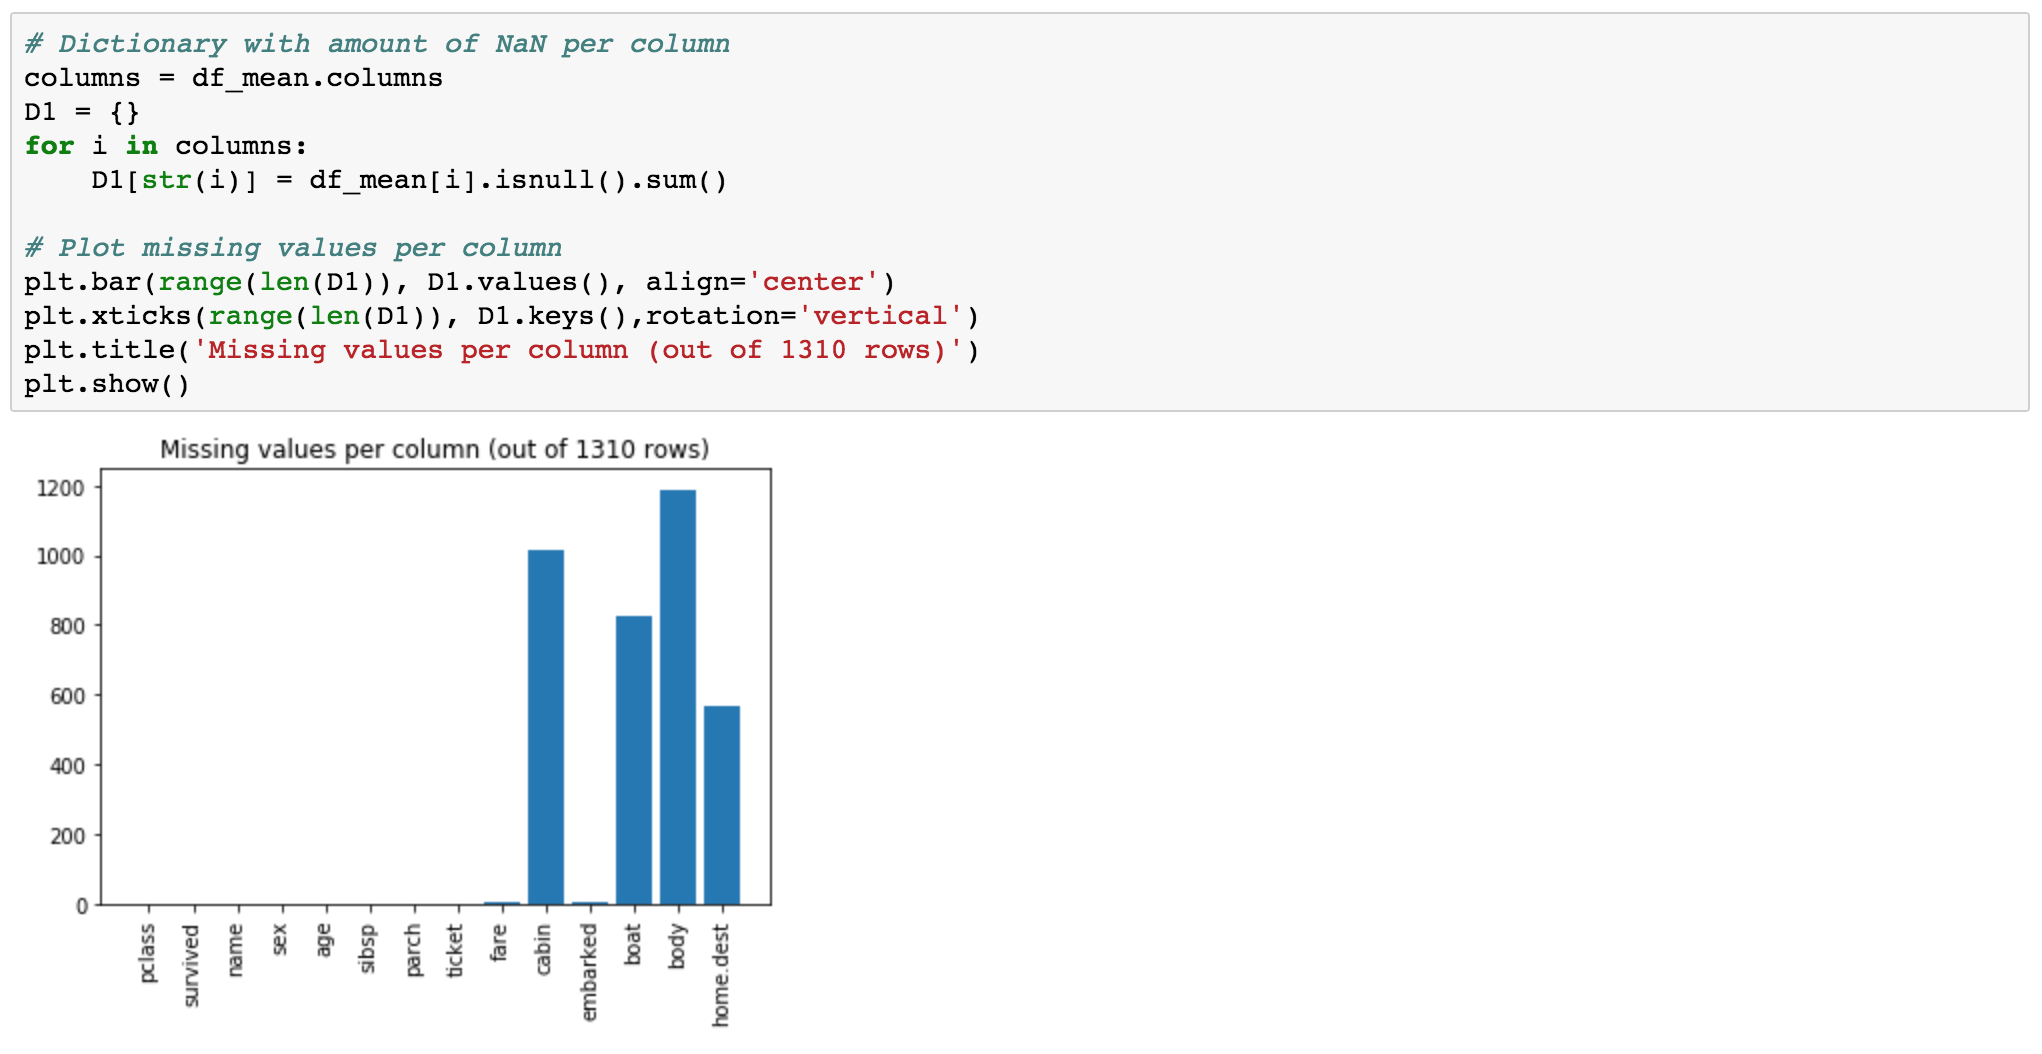 # Dictionary with amount of NaN per column
columns = df_mean.columns
D1 = {}
for i in columns:
    D1[str(i)] = df_mean[i].isnull().sum()

# Plot missing values per column
plt.bar(range(len(D1)), D1.values(), align='center')
plt.xticks(range(len(D1)), D1.keys(),rotation='vertical')
plt.title('Missing values per column (out of 1310 rows)')
plt.show()
Missing values per column (out of 1310 rows)
1200
1000
800
600
400
200
0
pclass
survived
name
sex
age
sibsp
parch
ticket
fare
cabin
embarked
boat
body
home.dest